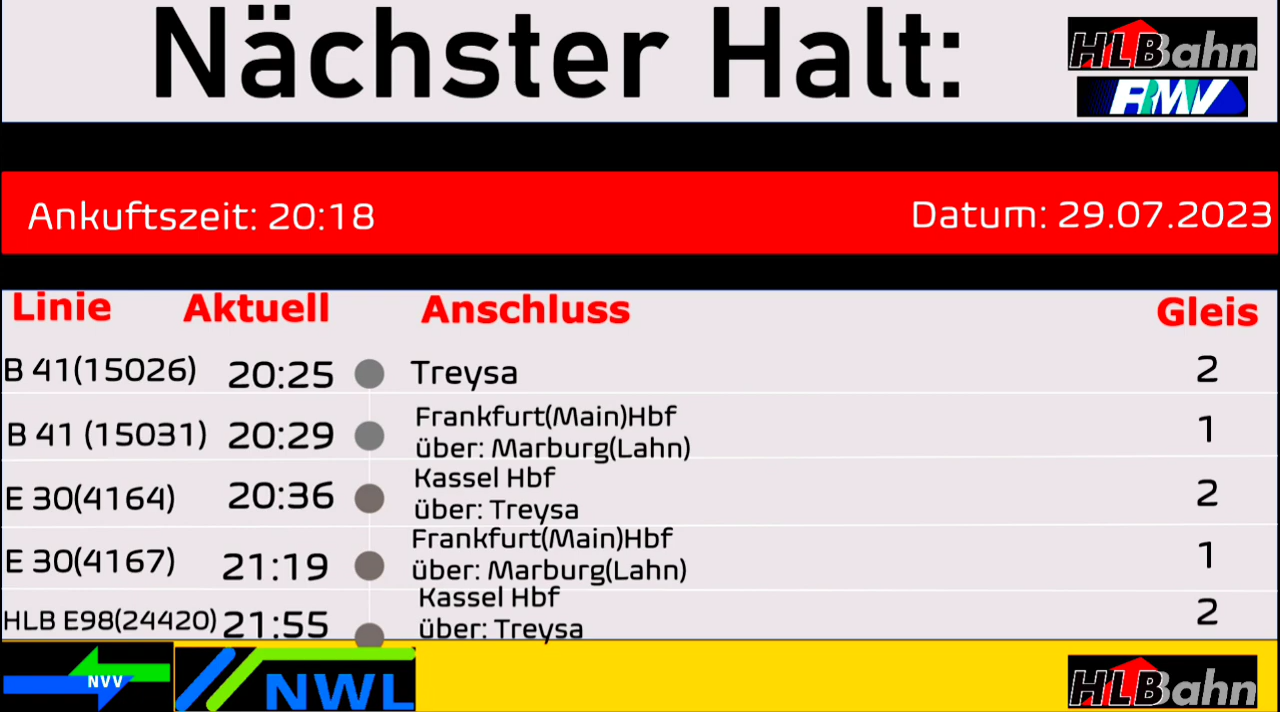 Nächster Halt:
HLBahn
RMV
Ankuftszeit: 20:18 Datum: 29.07.2023
Linie Aktuell Anschluss Gleis
B 41(15026) 20:25 Treysa 2
B 41 (15031) 20:29 Frankfurt(Main)Hbf 1
über: Marburg(Lahn)
E 30(4164) 20:36 Kassel Hbf 2
über: Treysa
E 30(4167) 21:19 Frankfurt(Main)Hbf 1
über: Marburg(Lahn)
HLB E98(24420) 21:55 Kassel Hbf 2
über: Treysa
NVV NWL HLBahn